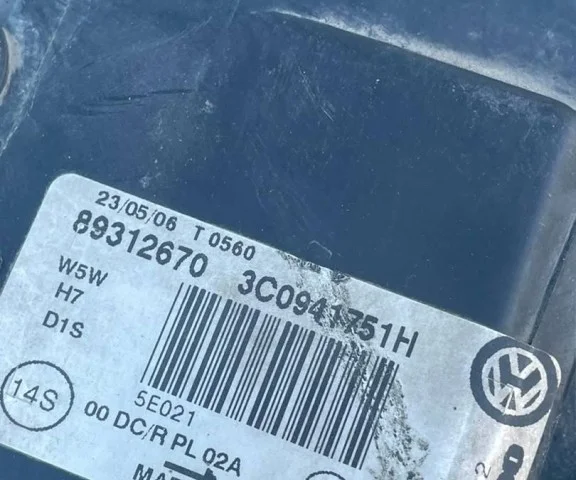 23/05/06 T 0560
89312670 3C0941751H
W5W
H7
D1S
5E021
14S
00 DC/R PL 02A